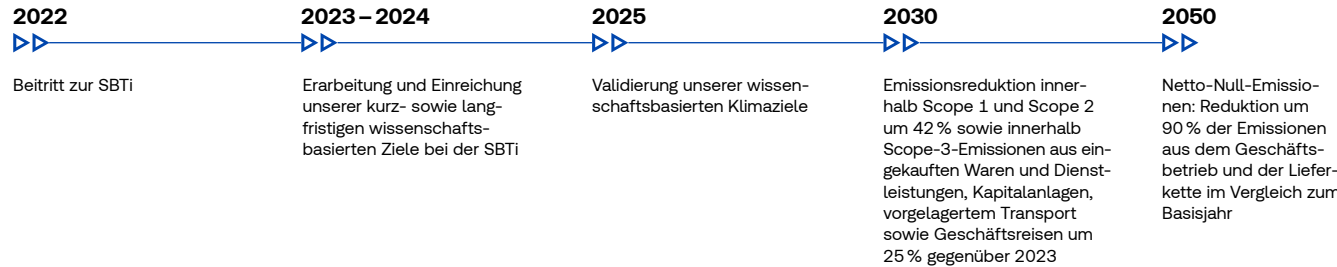 2022
Beitritt zur SBTi
2023–2024
Erarbeitung und Einreichung
unserer kurz- sowie lang-
fristigen wissenschafts-
basierten Ziele bei der SBTi
2025
Validierung unserer wissen-
schaftsbasierten Klimaziele
2030
Emissionsreduktion inner-
halb Scope 1 und Scope 2
um 42 % sowie innerhalb
Scope-3-Emissionen aus ein-
gekauften Waren und Dienst-
leistungen, Kapitalanlagen,
vorgelagertem Transport
sowie Geschäftsreisen um
25 % gegenüber 2023
2050
Netto-Null-Emissio-
nen: Reduktion um
90 % der Emissionen
aus dem Geschäfts-
betrieb und der Liefer-
kette im Vergleich zum
Basisjahr